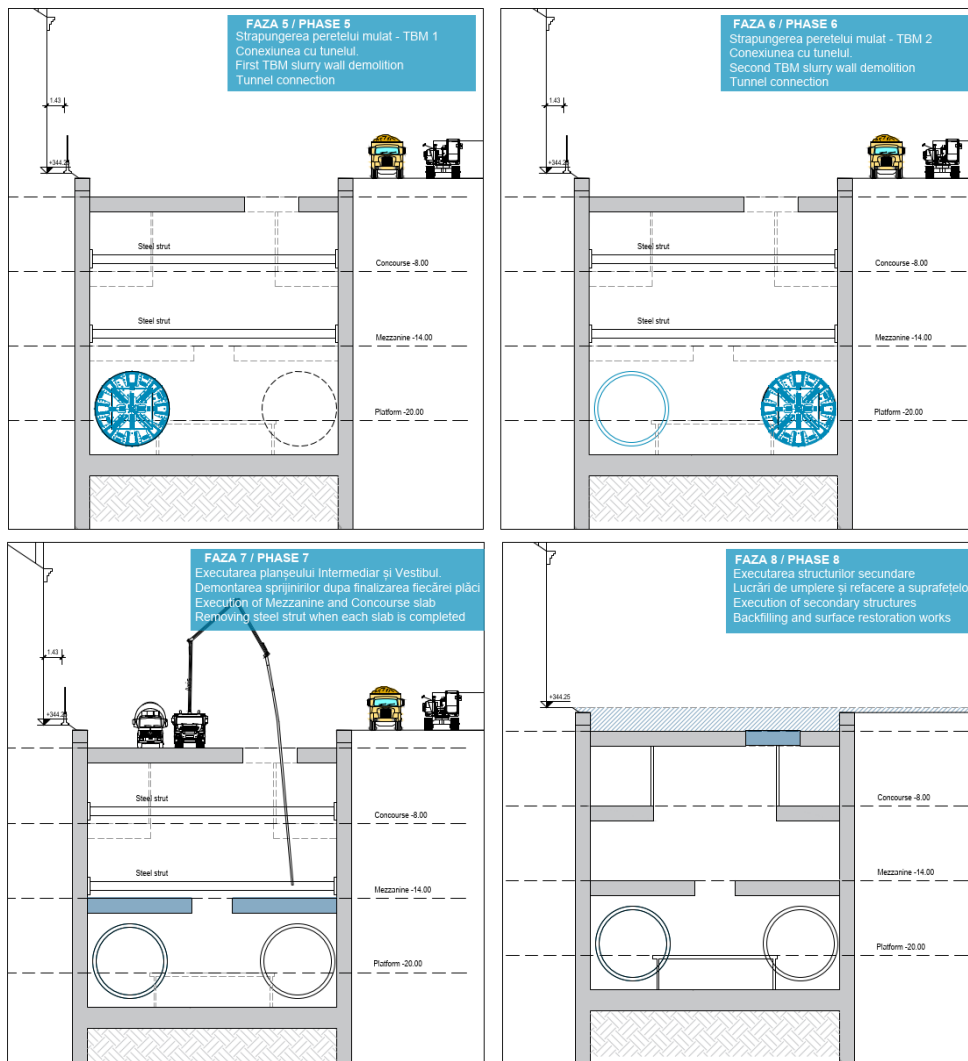 FAZA 5 / PHASE 5
Strapungerea peretelui mulat - TBM 1
Conexiunea cu tunelul.
First TBM slurry wall demolition
Tunnel connection
1.43
+344.25
Steel strut
Concourse -8.00
Steel strut
Mezzanine -14.00
Platform -20.00
FAZA 6 / PHASE 6
Strapungerea peretelui mulat - TBM 2
Conexiunea cu tunelul.
Second TBM slurry wall demolition
Tunnel connection
1.43
+344.25
Steel strut
Concourse -8.00
Steel strut
Mezzanine -14.00
Platform -20.00
FAZA 7 / PHASE 7
Executarea planșeului Intermediar și Vestibul.
Demontarea sprijinirilor dupa finalizarea fiecărei plăci
Execution of Mezzanine and Concourse slab
Removing steel strut when each slab is completed
1.43
+344.25
Steel strut
Concourse -8.00
Steel strut
Mezzanine -14.00
Platform -20.00
FAZA 8 / PHASE 8
Executarea structurilor secundare
Lucrări de umplere și refacere a suprafețelo
Execution of secondary structures
Backfilling and surface restoration works
+344.25
Concourse -8.00
Mezzanine -14.00
Platform -20.00